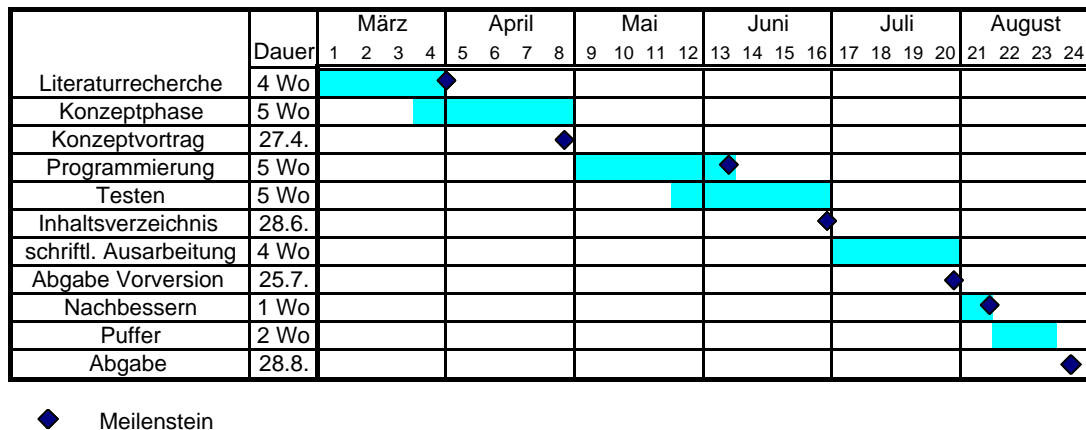 März April Mai Juni Juli August
Dauer 1 2 3 4 5 6 7 8 9 10 11 12 13 14 15 16 17 18 19 20 21 22 23 24
Literaturrecherche 4 Wo
Konzeptphase 5 Wo
Konzeptvortrag 27.4.
Programmierung 5 Wo
Testen 5 Wo
Inhaltsverzeichnis 28.6.
schriftl. Ausarbeitung 4 Wo
Abgabe Vorversion 25.7.
Nachbessern 1 Wo
Puffer 2 Wo
Abgabe 28.8.
Meilenstein